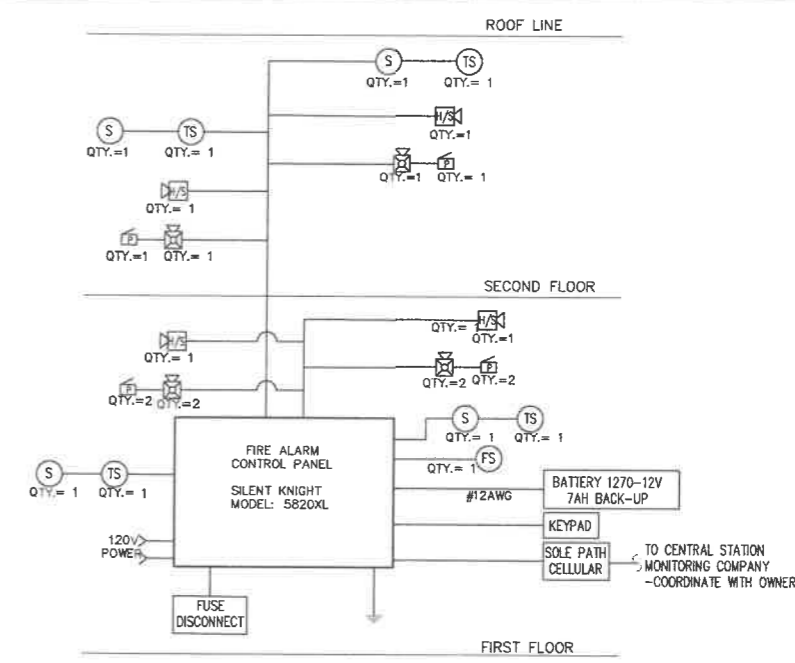 ROOF LINE
S TS
QTY.=1 QTY.= 1
H/S
QTY.=1
S TS
QTY.=1 QTY.= 1
P
QTY.=1 QTY.= 1
H/S
QTY.= 1
P
QTY.=1 QTY.= 1
SECOND FLOOR
QTY.= 1 H/S
QTY.=1
H/S
QTY.= 1
P
QTY.=2 QTY.=2
P
QTY.=2 QTY.=2
S TS
QTY.= 1 QTY.= 1
FS
QTY.= 1
S TS
QTY.= 1 QTY.= 1
FIRE ALARM
CONTROL PANEL
SILENT KNIGHT
MODEL: 5820XL
#12AWG
BATTERY 1270-12V
7AH BACK-UP
KEYPAD
120V
POWER
SOLE PATH
CELLULAR
TO CENTRAL STATION
MONITORING COMPANY
-COORDINATE WITH OWNER
FUSE
DISCONNECT
FIRST FLOOR